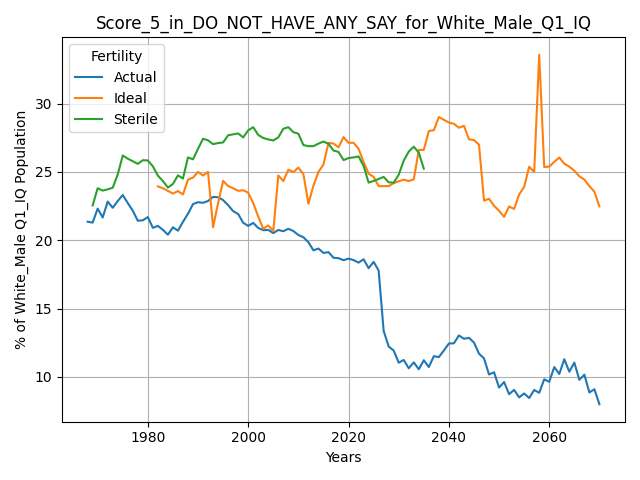 Score_5_in_DO_NOT_HAVE_ANY_SAY_for_White_Male_Q1_IQ
Fertility
Actual
Ideal
Sterile
% of White_Male Q1_IQ Population
30
25
20
15
10
1980
2000
2020
2040
2060
Years